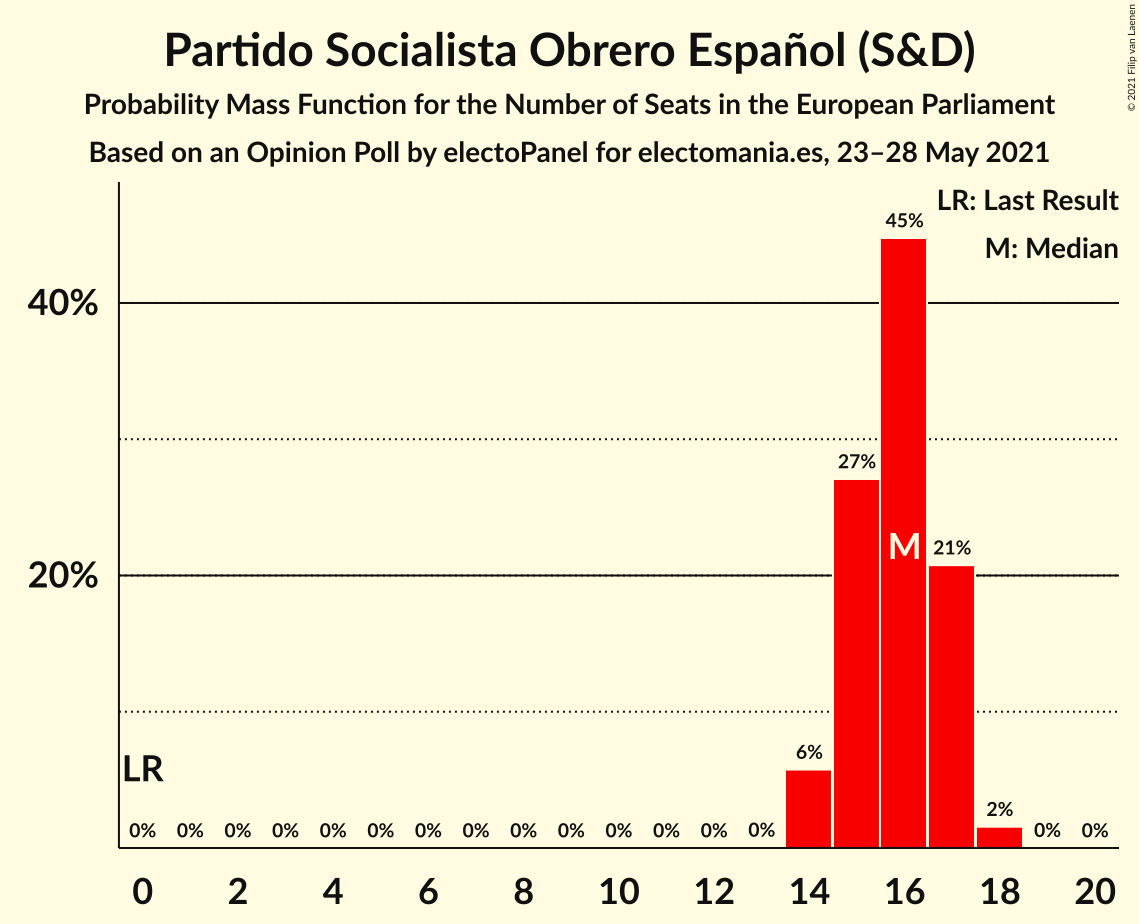 Partido Socialista Obrero Español (S&D)
Probability Mass Function for the Number of Seats in the European Parliament
Based on an Opinion Poll by electoPanel for electomania.es, 23–28 May 2021
© 2021 Filip van Laenen
LR: Last Result
M: Median
45%
40%
27%
M
21%
20%
6%
LR
2%
0% 0% 0% 0% 0% 0% 0% 0% 0% 0% 0% 0% 0% 0% 0% 0%
0 2 4 6 8 10 12 14 16 18 20